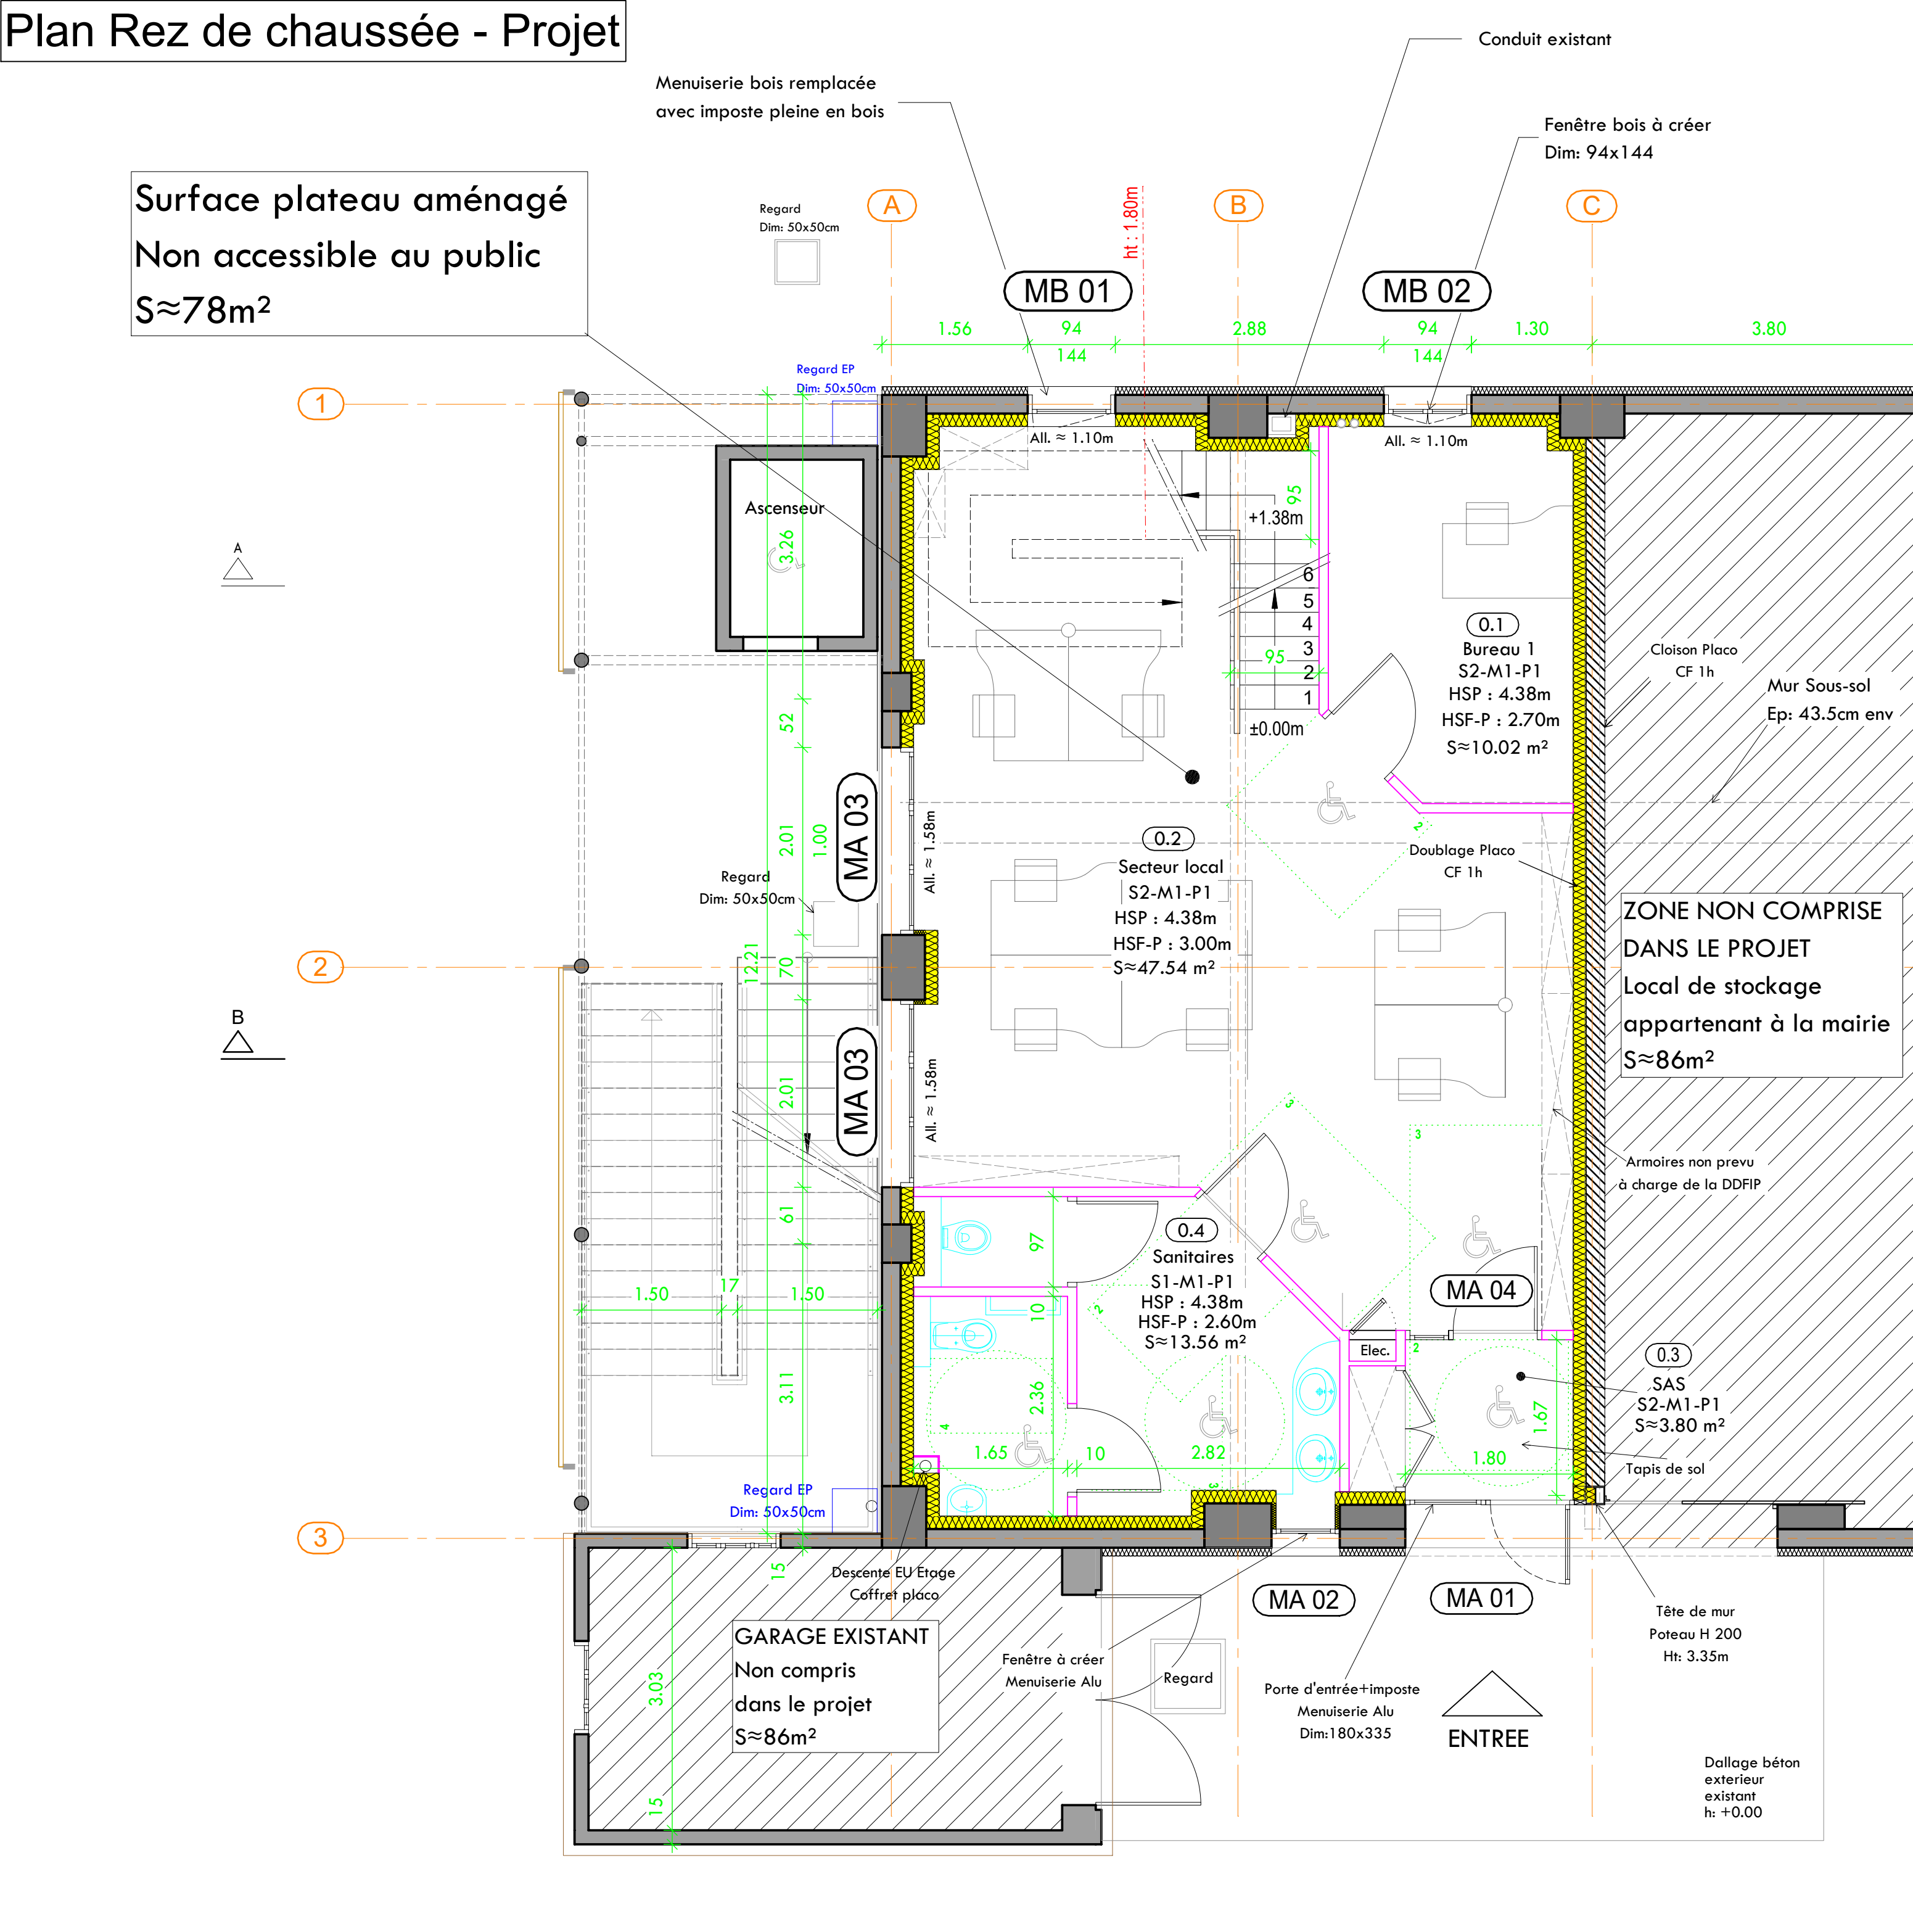 Plan Rez de chaussée - Projet
Conduit existant
Menuiserie bois remplacée
avec imposte pleine en bois
Fenêtre bois à créer
Dim: 94x144
Surface plateau aménagé
Non accessible au public
S≈78m²
Regard
Dim: 50x50cm
A
B
C
ht : 1.80m
MB 01
MB 02
1.56
94
144
2.88
94
144
1.30
3.80
Regard EP
Dim: 50x50cm
1
All. ≈ 1.10m
All. ≈ 1.10m
Ascenseur
3.26
95
+1.38m
A
6
5
4
3
2
1
95
±0.00m
0.1
Bureau 1
S2-M1-P1
HSP : 4.38m
HSF-P : 2.70m
S≈10.02 m²
Cloison Placo
CF 1h
Mur Sous-sol
Ep: 43.5cm env
52
2.01
1.00
MA 03
All. ≈ 1.58m
0.2
Secteur local
S2-M1-P1
HSP : 4.38m
HSF-P : 3.00m
S≈47.54 m²
2
Doublage Placo
CF 1h
Regard
Dim: 50x50cm
ZONE NON COMPRISE
DANS LE PROJET
Local de stockage
appartenant à la mairie
S≈86m²
2
12.21
70
B
2.01
MA 03
All. ≈ 1.58m
3
3
Armoires non prevu
à charge de la DDFIP
61
97
0.4
Sanitaires
S1-M1-P1
HSP : 4.38m
HSF-P : 2.60m
S≈13.56 m²
1.50
17
1.50
10
2
MA 04
Elec.
2
0.3
SAS
S2-M1-P1
S≈3.80 m²
3.11
2.36
4
1.65
10
2.82
3
1.67
1.80
Tapis de sol
Regard EP
Dim: 50x50cm
3
15
Descente EU Etage
Coffret placo
MA 02
MA 01
Tête de mur
Poteau H 200
Ht: 3.35m
GARAGE EXISTANT
Non compris
dans le projet
S≈86m²
3.03
15
Fenêtre à créer
Menuiserie Alu
Regard
Porte d'entrée+imposte
Menuiserie Alu
Dim:180x335
ENTREE
Dallage béton
exterieur
existant
h: +0.00